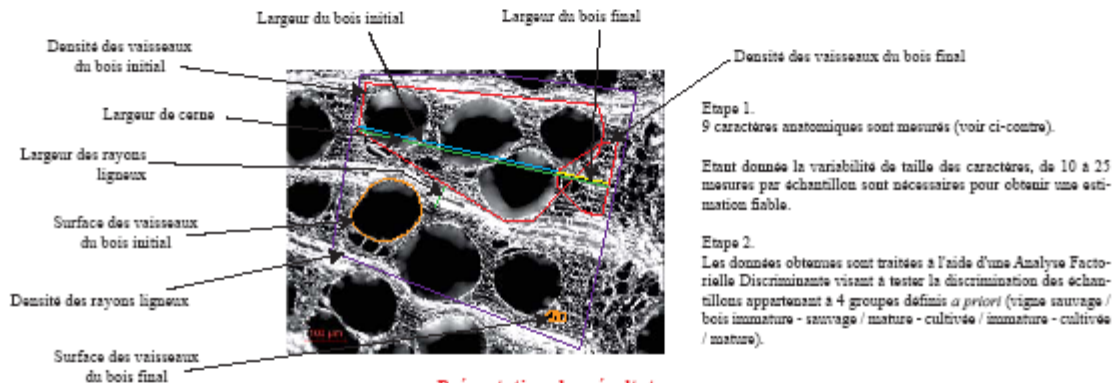 Largeur du bois initial
Largeur du bois final
Densité des vaisseaux
du bois initial
Densité des vaisseaux du bois final
Largeur de cerne
Largeur des rayons
ligneux
Surface des vaisseaux
du bois initial
Densité des rayons ligneux
Surface des vaisseaux
du bois final
Etape 1.
9 caractères anatomiques sont mesurés (voir ci-contre).
Etant donnée la variabilité de taille des caractères, de 10 à 25
mesures par échantillon sont nécessaires pour obtenir une esti-
mation fiable.
Etape 2.
Les données obtenues sont traitées à l'aide d'une Analyse Facto-
rielle Discriminante visant à tester la discrimination des échan-
tillons appartenant à 4 groupes définis a priori (vigne sauvage /
bois immature - sauvage / mature - cultivée / immature - cultivée
/ mature).